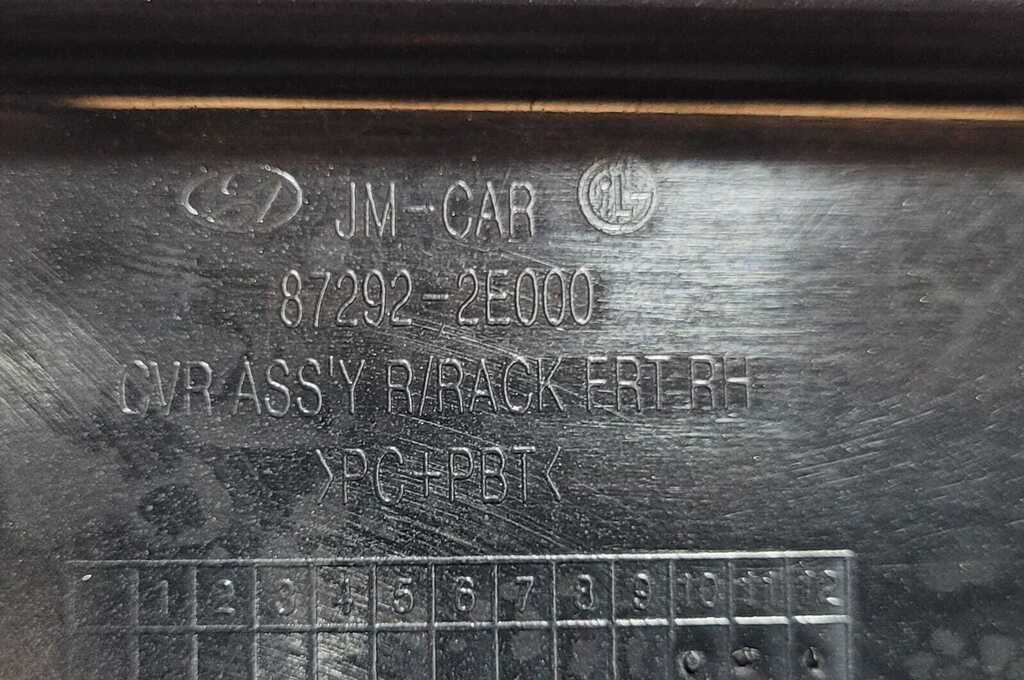 JM-CAR
87292-2E000
CVR ASS'Y R/RACK FRT RH
>PC+PBT<
1 2 3 4 5 6 7 8 9 10 11 12